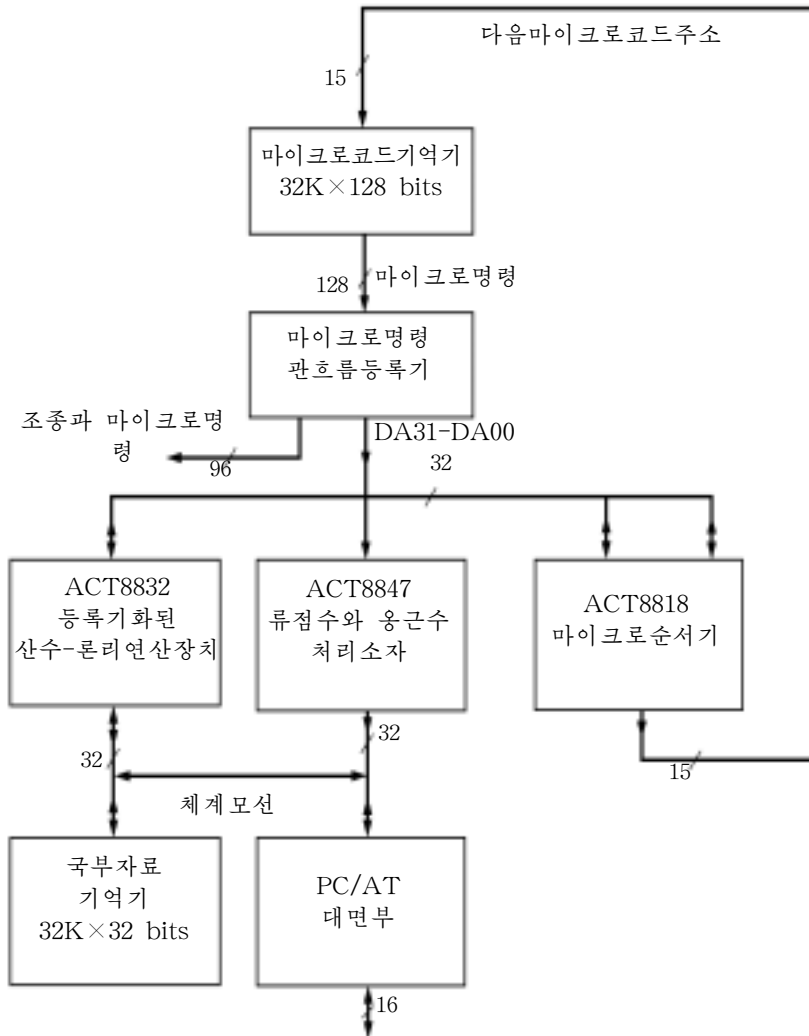 다음마이크로코드주소
15
마이크로코드기억기
32K×128 bits
128
마이크로명령
마이크로명령
관흐름등록기
조종과 마이크로명
령
96
DA31-DA00
32
ACT8832
등록기화된
산수-론리연산장치
ACT8847
류점수와 옹근수
처리소자
ACT8818
마이크로순서기
32
32
15
체계모선
국부자료
기억기
32K×32 bits
PC/AT
대면부
16